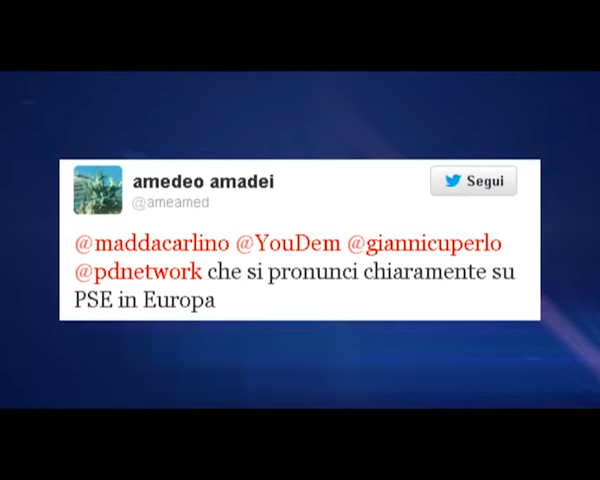 amedeo amadei
@ameamed
Segui
@maddacarlino @YouDem @giannicuperlo
@pdnetwork che si pronunci chiaramente su
PSE in Europa